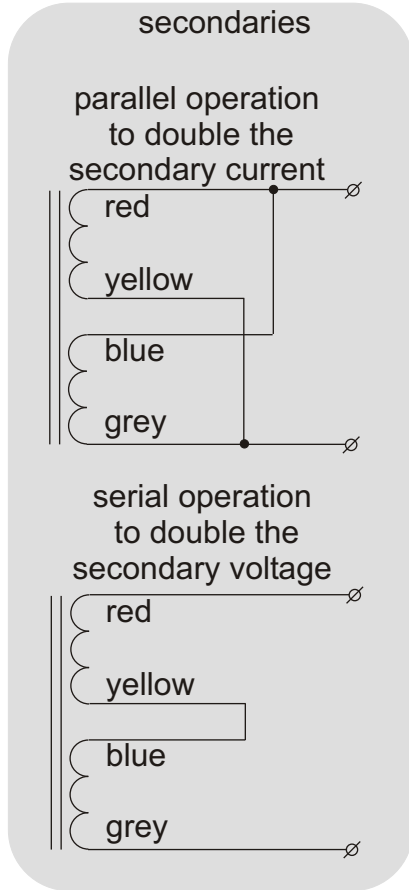 secondaries
parallel operation
to double the
secondary current
red
yellow
blue
grey
serial operation
to double the
secondary voltage
red
yellow
blue
grey